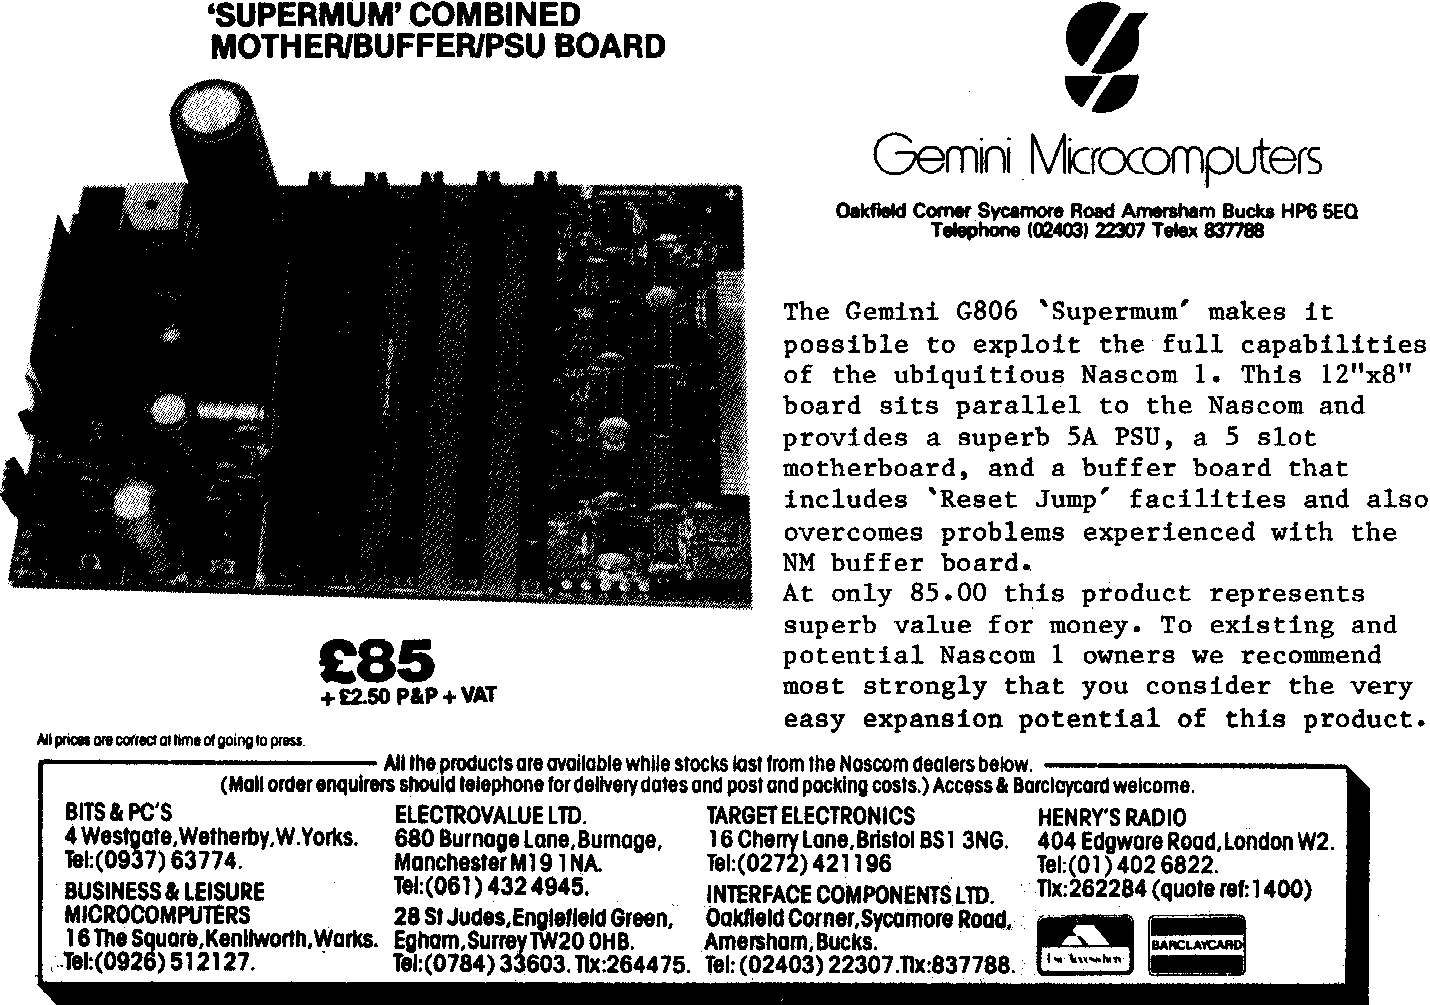 ‘SUPERMUM’ COMBINED
MOTHER/BUFFER/PSU BOARD
Gemini Microcomputers
Oakfield Corner Sycamore Road Amersham Bucks HP6 5EQ
Telephone (02403) 22307 Telex 837788
The Gemini G806 `Supermum´ makes it
possible to exploit the full capabilities
of the ubiquitious Nascom 1. This 12"x8"
board sits parallel to the Nascom and
provides a superb 5A PSU, a 5 slot
motherboard, and a buffer board that
includes `Reset Jump´ facilities and also
overcomes problems experienced with the
NM buffer board.
At only 85.00 this product represents
superb value for money. To existing and
potential Nascom 1 owners we recommend
most strongly that you consider the very
easy expansion potential of this product.
£85
+ £2.50 P&P + VAT
All prices are correct at time of going to press.
All the products are available while stocks last from the Nascom dealers below.
(Mail order enquirers should telephone for delivery dates and post and packing costs.) Access & Barclaycard welcome.
BITS & PC'S
4 Westgate, Wetherby, W. Yorks.
Tel: (0937) 63774.
BUSINESS & LEISURE
MICROCOMPUTERS
16 The Square, Kenilworth, Warks.
Tel: (0926) 512127.
ELECTROVALUE LTD.
680 Burnage Lane, Burnage,
Manchester M19 1NA.
Tel: (061) 432 4945.
28 St Judes, Englefield Green,
Egham, Surrey TW20 0HB.
Tel: (0784) 33603. Tlx: 264475.
TARGET ELECTRONICS
16 Cherry Lane, Bristol BS1 3NG.
Tel: (0272) 421196
INTERFACE COMPONENTS LTD.
Oakfield Corner, Sycamore Road,
Amersham, Bucks.
Tel: (02403) 22307. Tlx: 837788.
HENRY'S RADIO
404 Edgware Road, London W2.
Tel: (01) 402 6822.
Tlx: 262284 (quote ref: 1400)
BARCLAYCARD